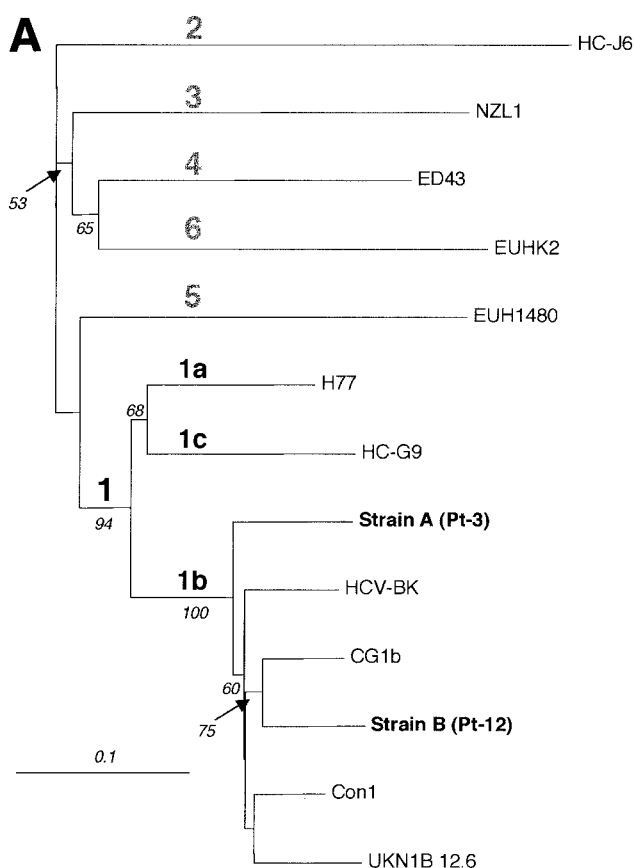 A
2
HC-J6
3
NZL1
4
ED43
53
65
6
EUHK2
5
EUH1480
1a
H77
68
1c
HC-G9
1
94
Strain A (Pt-3)
1b
HCV-BK
100
CG1b
60
75
Strain B (Pt-12)
0.1
Con1
UKN1B 12.6